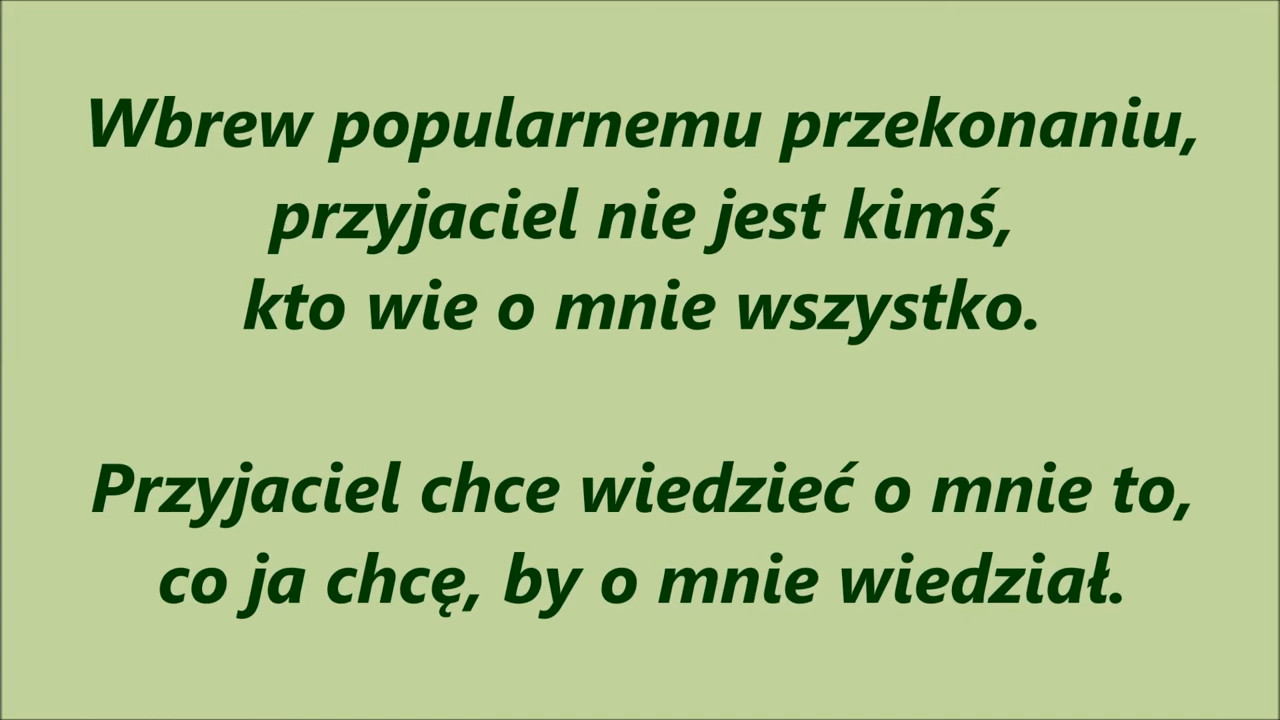 Wbrew popularnemu przekonaniu,
przyjaciel nie jest kimś,
kto wie o mnie wszystko.
Przyjaciel chce wiedzieć o mnie to,
co ja chcę, by o mnie wiedział.